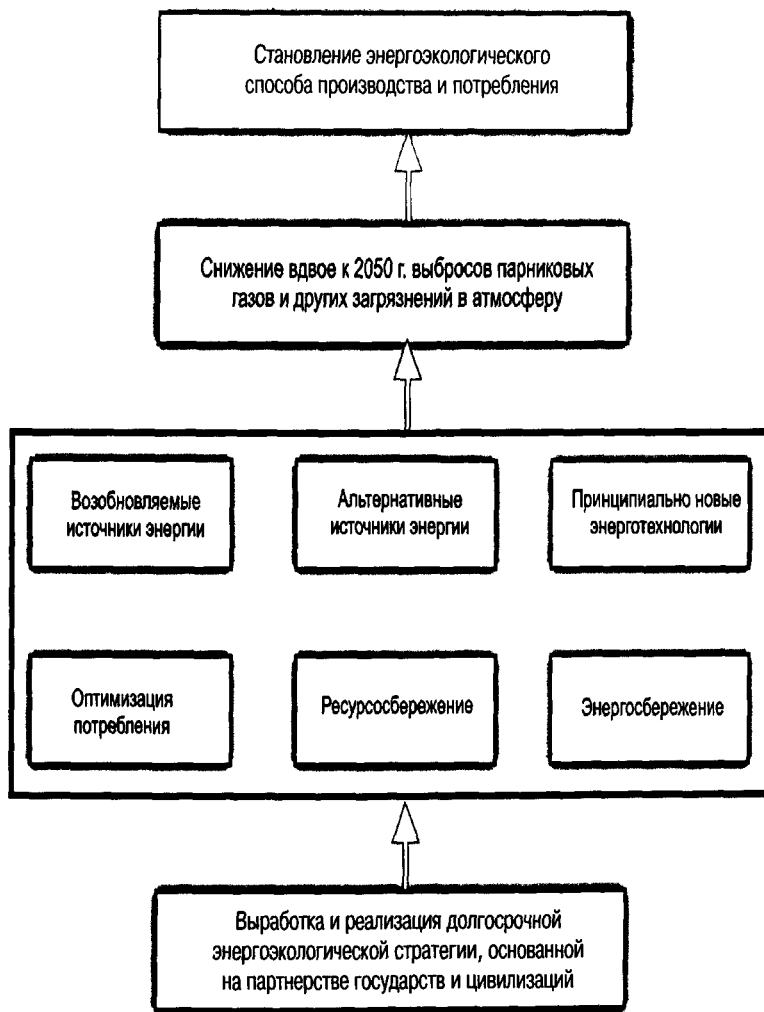 Становление энергоэкологического
способа производства и потребления
Снижение вдвое к 2050 г. выбросов парниковых
газов и других загрязнений в атмосферу
Возобновляемые
источники энергии
Альтернативные
источники энергии
Принципиально новые
энерготехнологии
Оптимизация
потребления
Ресурсосбережение
Энергосбережение
Выработка и реализация долгосрочной
энергоэкологической стратегии, основанной
на партнерстве государств и цивилизаций